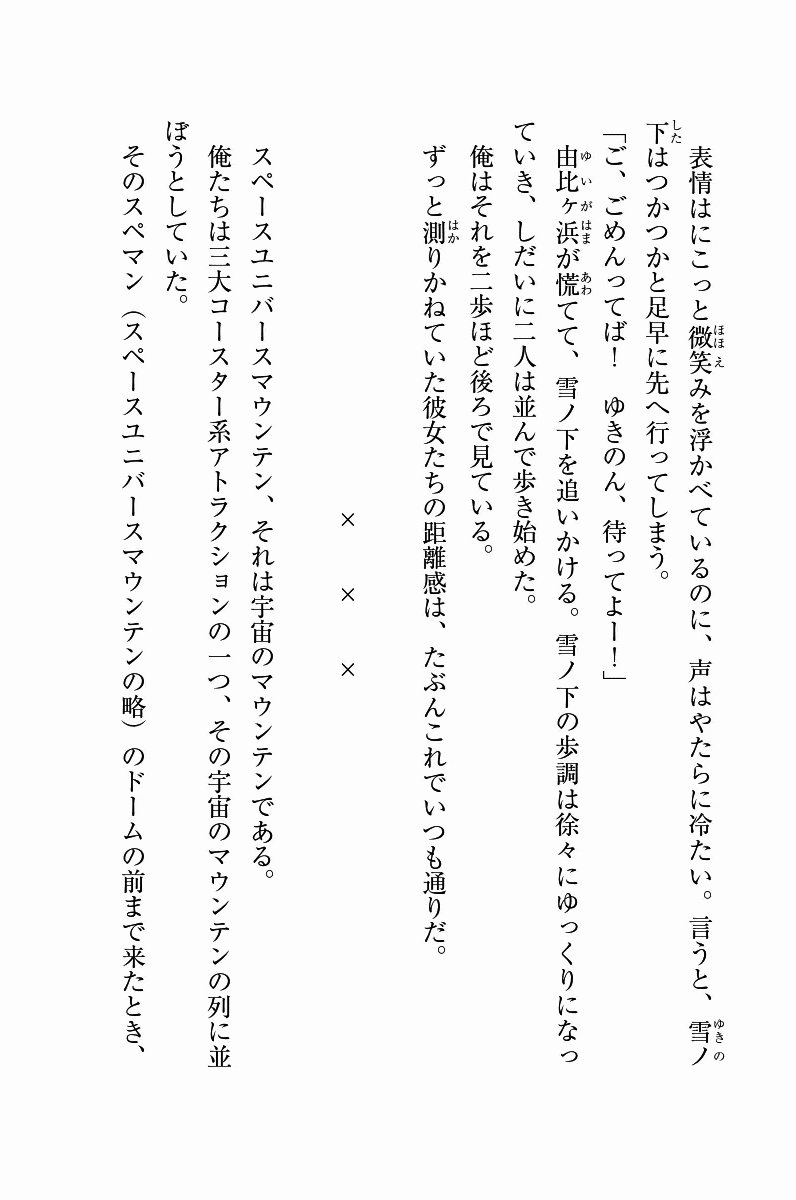 表情はにこっと微笑みを浮かべているのに、声はやたらに冷たい。言うと、雪ノ
下はつかつかと足早に先へ行ってしまう。
「ご、ごめんってば！　ゆきのん、待ってよー！」
由比ヶ浜が慌てて、雪ノ下を追いかける。雪ノ下の歩調は徐々にゆっくりになっ
ていき、しだいに二人は並んで歩き始めた。
俺はそれを二歩ほど後ろで見ている。
ずっと測りかねていた彼女たちの距離感は、たぶんこれでいつも通りだ。
×　×　×
スペースユニバースマウンテン、それは宇宙のマウンテンである。
俺たちは三大コースター系アトラクションの一つ、その宇宙のマウンテンの列に並
ぼうとしていた。
そのスペマン（スペースユニバースマウンテンの略）のドームの前まで来たとき、